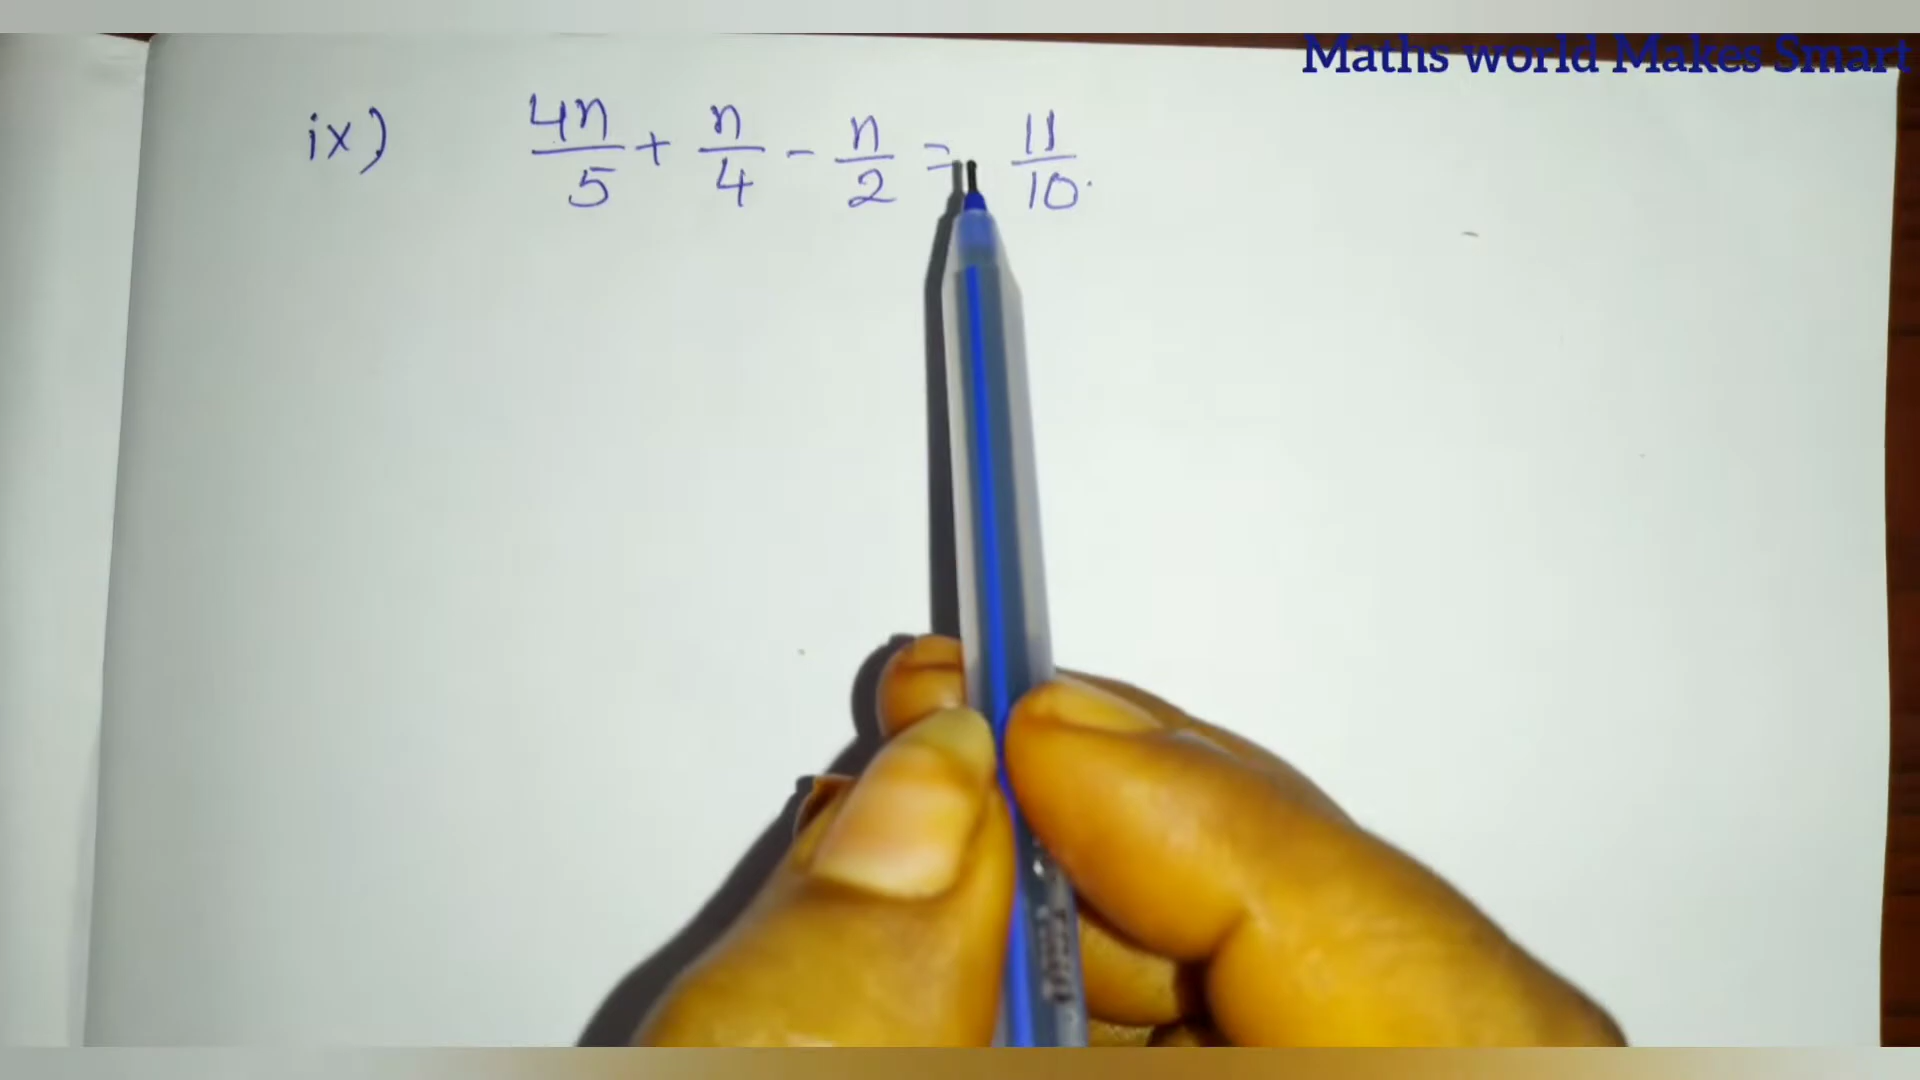 Maths world Makes Smart
ix) 4n/5 + n/4 - n/2 = 11/10.